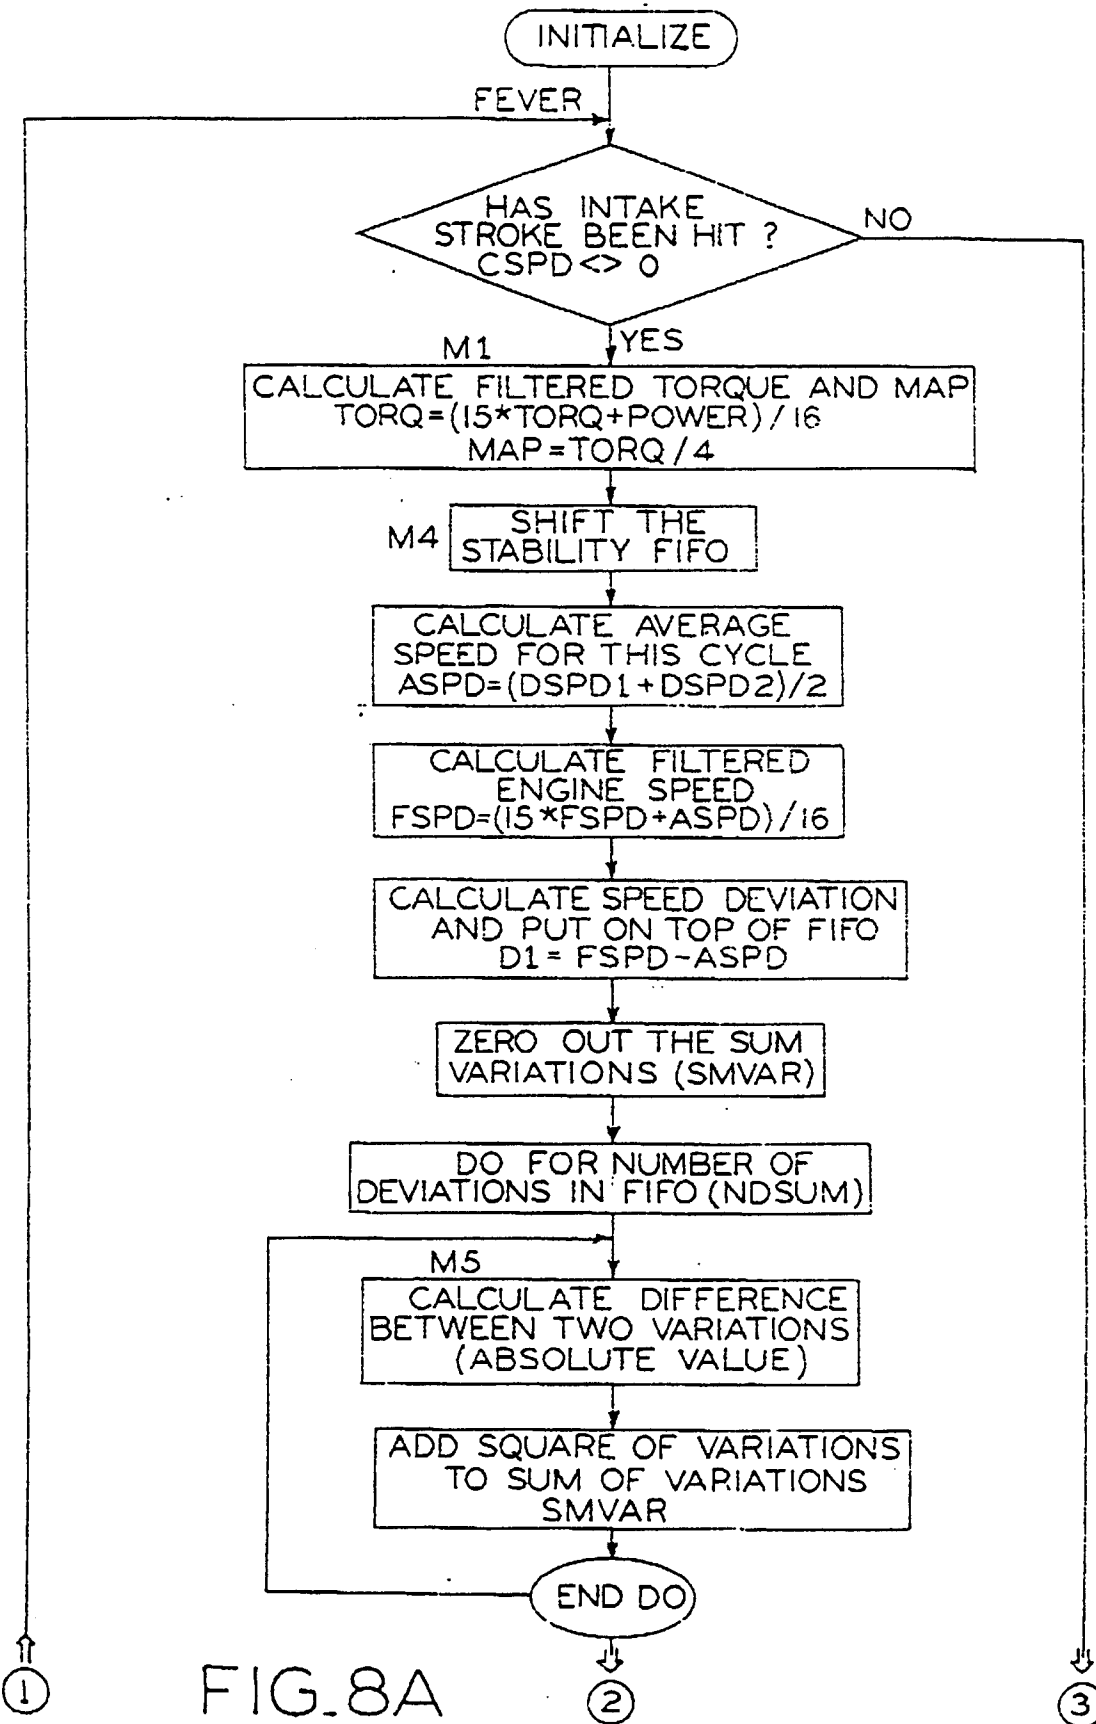 INITIALIZE
FEVER
HAS INTAKE
STROKE BEEN HIT ?
CSPD <> 0
NO
YES
M1
CALCULATE FILTERED TORQUE AND MAP
TORQ=(15*TORQ+POWER)/16
MAP=TORQ/4
M4
SHIFT THE
STABILITY FIFO
CALCULATE AVERAGE
SPEED FOR THIS CYCLE
ASPD=(DSPD1+DSPD2)/2
CALCULATE FILTERED
ENGINE SPEED
FSPD=(15*FSPD+ASPD)/16
CALCULATE SPEED DEVIATION
AND PUT ON TOP OF FIFO
D1= FSPD-ASPD
ZERO OUT THE SUM
VARIATIONS (SMVAR)
DO FOR NUMBER OF
DEVIATIONS IN FIFO (NDSUM)
M5
CALCULATE DIFFERENCE
BETWEEN TWO VARIATIONS
(ABSOLUTE VALUE)
ADD SQUARE OF VARIATIONS
TO SUM OF VARIATIONS
SMVAR
END DO
1
FIG_8A
2
3